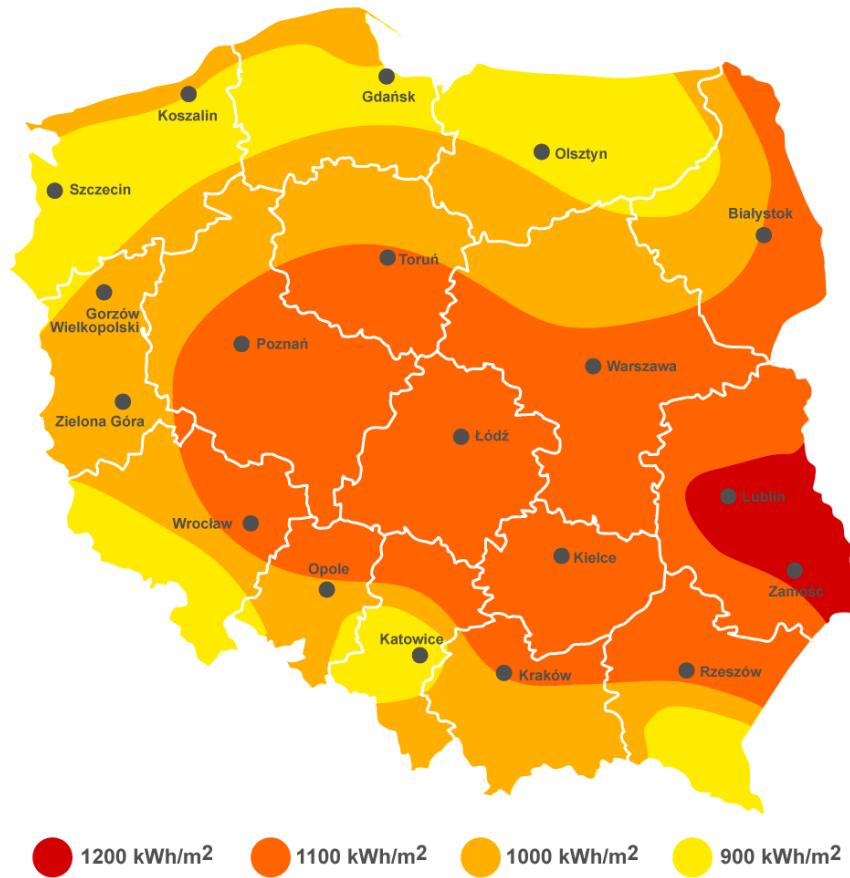 Gdańsk
Koszalin
Olsztyn
Szczecin
Białystok
Toruń
Gorzów
Wielkopolski
Poznań
Warszawa
Zielona Góra
Łódź
Lublin
Wrocław
Kielce
Opole
Zamość
Katowice
Kraków
Rzeszów
1200 kWh/m2 1100 kWh/m2 1000 kWh/m2 900 kWh/m2